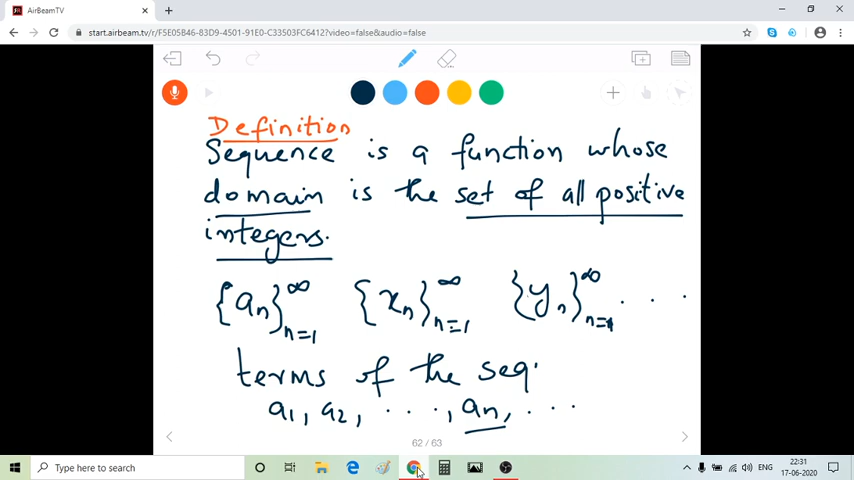 AirBeamTV
start.airbeam.tv/r/F5E05B46-83D9-4501-91E0-C33503FC6412?video=false&audio=false
Definition
Sequence is a function whose
domain is the set of all positive
integers.
{aₙ}ₙ₌₁^∞ {xₙ}ₙ₌₁^∞ {yₙ}ₙ₌₁^∞ . . .
terms of the seq.
a₁, a₂, . . ., aₙ, . . .
62 / 63
Type here to search
ENG
22:31
17-06-2020